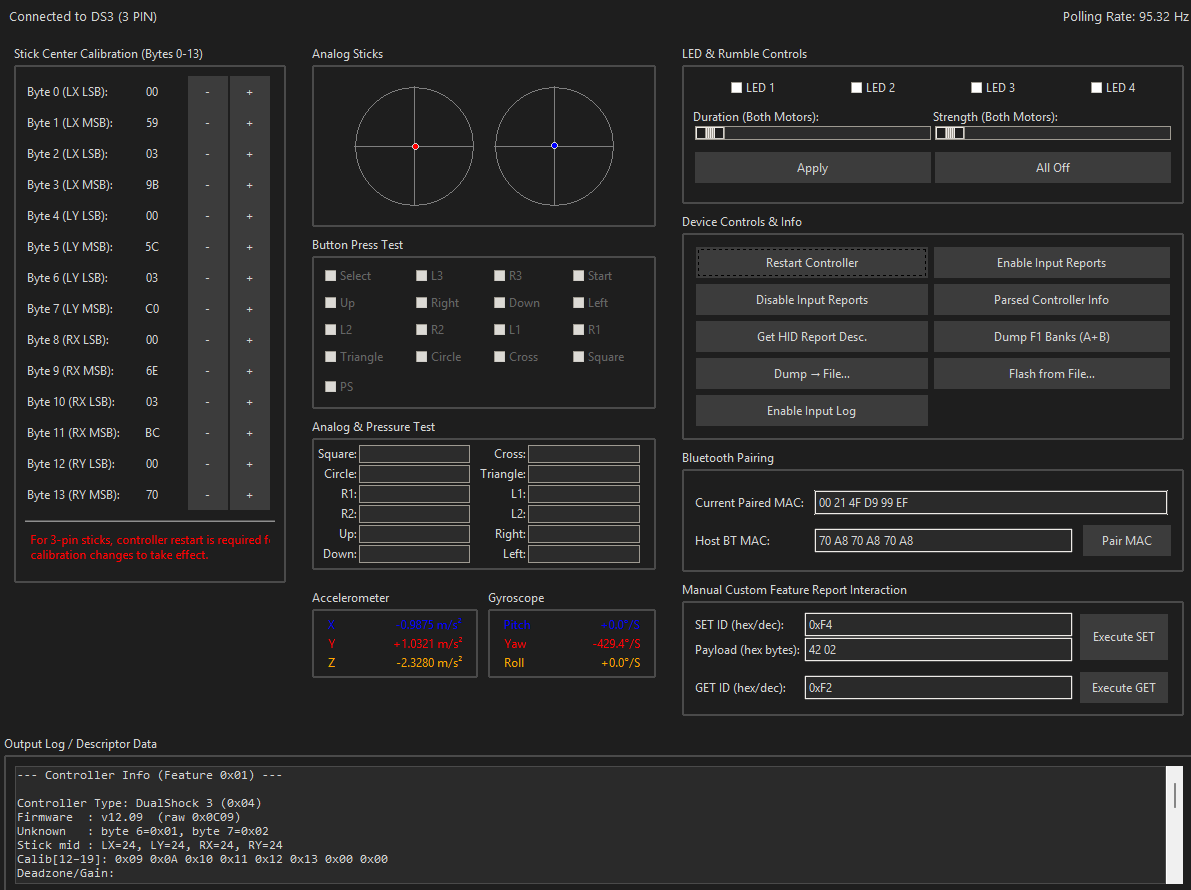 Connected to DS3 (3 PIN)
Polling Rate: 95.32 Hz
Stick Center Calibration (Bytes 0-13)
Byte 0 (LX LSB): 00 - +
Byte 1 (LX MSB): 59 - +
Byte 2 (LX LSB): 03 - +
Byte 3 (LX MSB): 9B - +
Byte 4 (LY LSB): 00 - +
Byte 5 (LY MSB): 5C - +
Byte 6 (LY LSB): 03 - +
Byte 7 (LY MSB): C0 - +
Byte 8 (RX LSB): 00 - +
Byte 9 (RX MSB): 6E - +
Byte 10 (RX LSB): 03 - +
Byte 11 (RX MSB): BC - +
Byte 12 (RY LSB): 00 - +
Byte 13 (RY MSB): 70 - +
For 3-pin sticks, controller restart is required f
calibration changes to take effect.
Analog Sticks
Button Press Test
Select L3 R3 Start
Up Right Down Left
L2 R2 L1 R1
Triangle Circle Cross Square
PS
Analog & Pressure Test
Square: Cross:
Circle: Triangle:
R1: L1:
R2: L2:
Up: Right:
Down: Left:
Accelerometer
X 0.0873 m/s²
Y +1.0321 m/s²
Z -2.3280 m/s²
Gyroscope
Pitch +0.0°/S
Yaw -429.4°/S
Roll +0.0°/S
LED & Rumble Controls
LED 1 LED 2 LED 3 LED 4
Duration (Both Motors): Strength (Both Motors):
Apply All Off
Device Controls & Info
Restart Controller Enable Input Reports
Disable Input Reports Parsed Controller Info
Get HID Report Desc. Dump F1 Banks (A+B)
Dump → File... Flash from File...
Enable Input Log
Bluetooth Pairing
Current Paired MAC: 00 21 4F D9 99 EF
Host BT MAC: 70 A8 70 A8 70 A8 Pair MAC
Manual Custom Feature Report Interaction
SET ID (hex/dec): 0xF4
Payload (hex bytes): 42 02
Execute SET
GET ID (hex/dec): 0xF2 Execute GET
Output Log / Descriptor Data
--- Controller Info (Feature 0x01) ---
Controller Type: DualShock 3 (0x04)
Firmware : v12.09 (raw 0x0C09)
Unknown : byte 6=0x01, byte 7=0x02
Stick mid : LX=24, LY=24, RX=24, RY=24
Calib[12-19]: 0x09 0x0A 0x10 0x11 0x12 0x13 0x00 0x00
Deadzone/Gain: